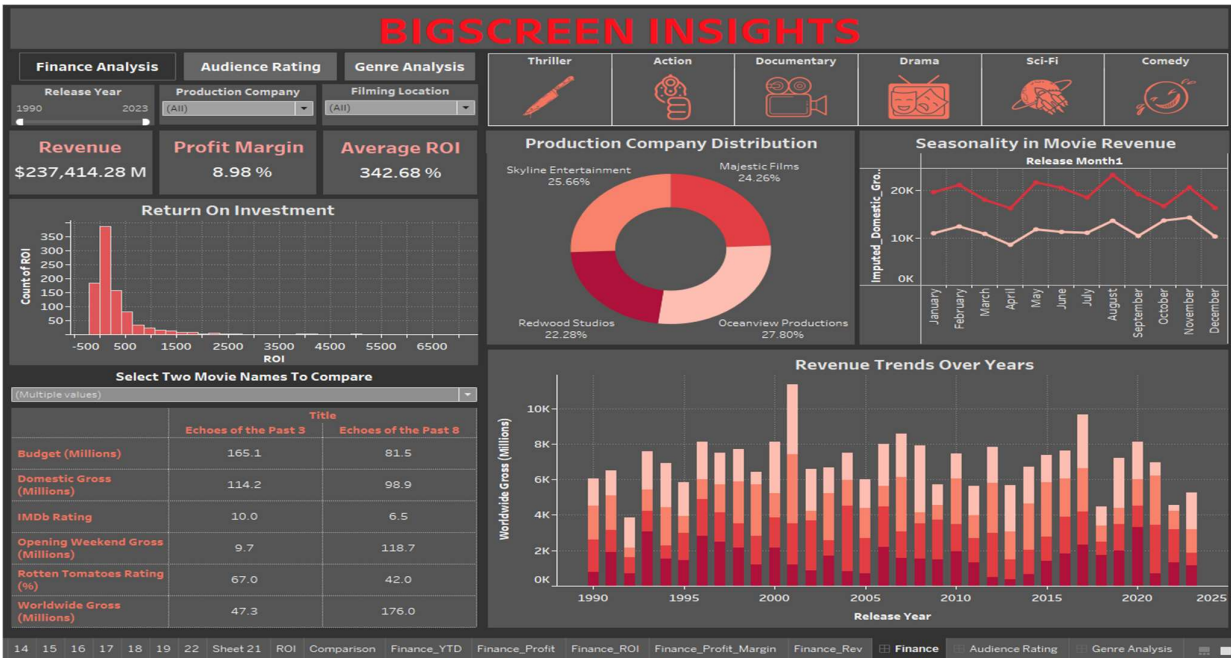 BIGSCREEN INSIGHTS
Finance Analysis
Audience Rating
Genre Analysis
Thriller
Action
Documentary
Drama
Sci-Fi
Comedy
Release Year
1990
2023
Production Company
(All)
Filming Location
(All)
Revenue
$237,414.28 M
Profit Margin
8.98 %
Average ROI
342.68 %
Return On Investment
Count of ROI
350
300
250
200
150
100
50
-500
500
1500
2500
3500
4500
5500
6500
ROI
Production Company Distribution
Skyline Entertainment
25.66%
Majestic Films
24.26%
Redwood Studios
22.28%
Oceanview Productions
27.80%
Seasonality in Movie Revenue
Release Month1
Imputed_Domestic_Gro..
20K
10K
0K
January
February
March
April
May
June
July
August
September
October
November
December
Select Two Movie Names To Compare
(Multiple values)
Title
Echoes of the Past 3
Echoes of the Past 8
Budget (Millions)
165.1
81.5
Domestic Gross
(Millions)
114.2
98.9
IMDb Rating
10.0
6.5
Opening Weekend Gross
(Millions)
9.7
118.7
Rotten Tomatoes Rating
(%)
67.0
42.0
Worldwide Gross
(Millions)
47.3
176.0
Revenue Trends Over Years
Worldwide Gross (Millions)
10K
8K
6K
4K
2K
0K
1990
1995
2000
2005
2010
2015
2020
2025
Release Year
14
15
16
17
18
19
22
Sheet 21
ROI
Comparison
Finance_YTD
Finance_Profit
Finance_ROI
Finance_Profit_Margin
Finance_Rev
Finance
Audience Rating
Genre Analysis